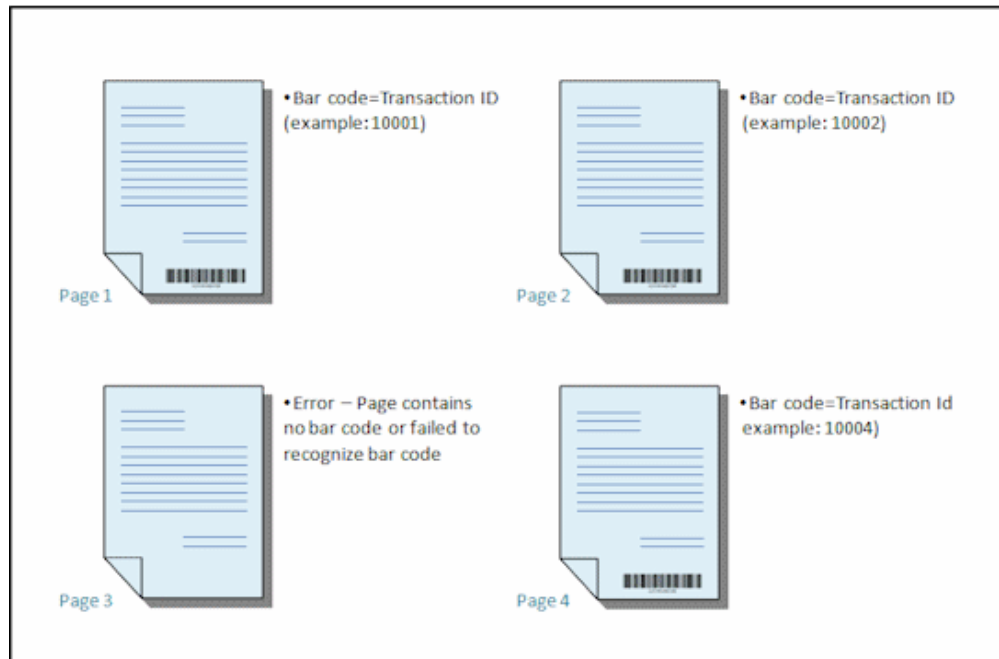 •Bar code=Transaction ID
(example: 10001)
Page 1
•Bar code=Transaction ID
(example: 10002)
Page 2
•Error – Page contains
no bar code or failed to
recognize bar code
Page 3
•Bar code=Transaction Id
example: 10004)
Page 4